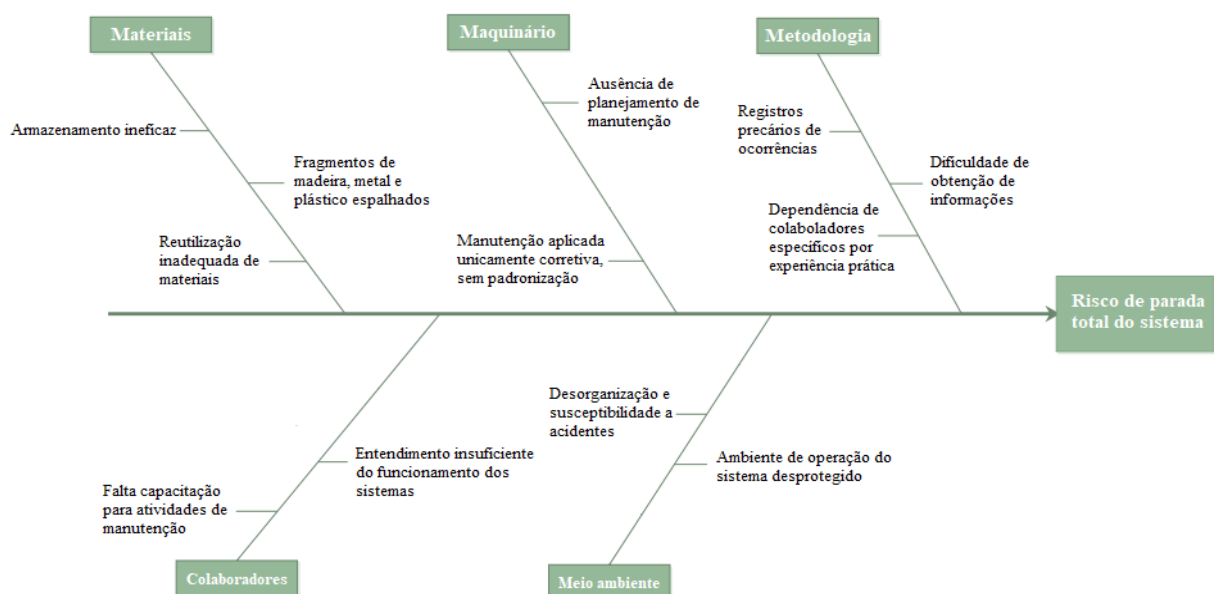 Materiais
Maquinário
Metodologia
Armazenamento ineficaz
Fragmentos de
madeira, metal e
plástico espalhados
Reutilização
inadequada de
materiais
Ausência de
planejamento de
manutenção
Manutenção aplicada
unicamente corretiva,
sem padronização
Registros
precários de
ocorrências
Dificuldade de
obtenção de
informações
Dependência de
colaboladores
específicos por
experiência prática
Risco de parada
total do sistema
Desorganização e
susceptibilidade a
acidentes
Ambiente de operação do
sistema desprotegido
Entendimento insuficiente
do funcionamento dos
sistemas
Falta capacitação
para atividades de
manutenção
Colaboradores
Meio ambiente